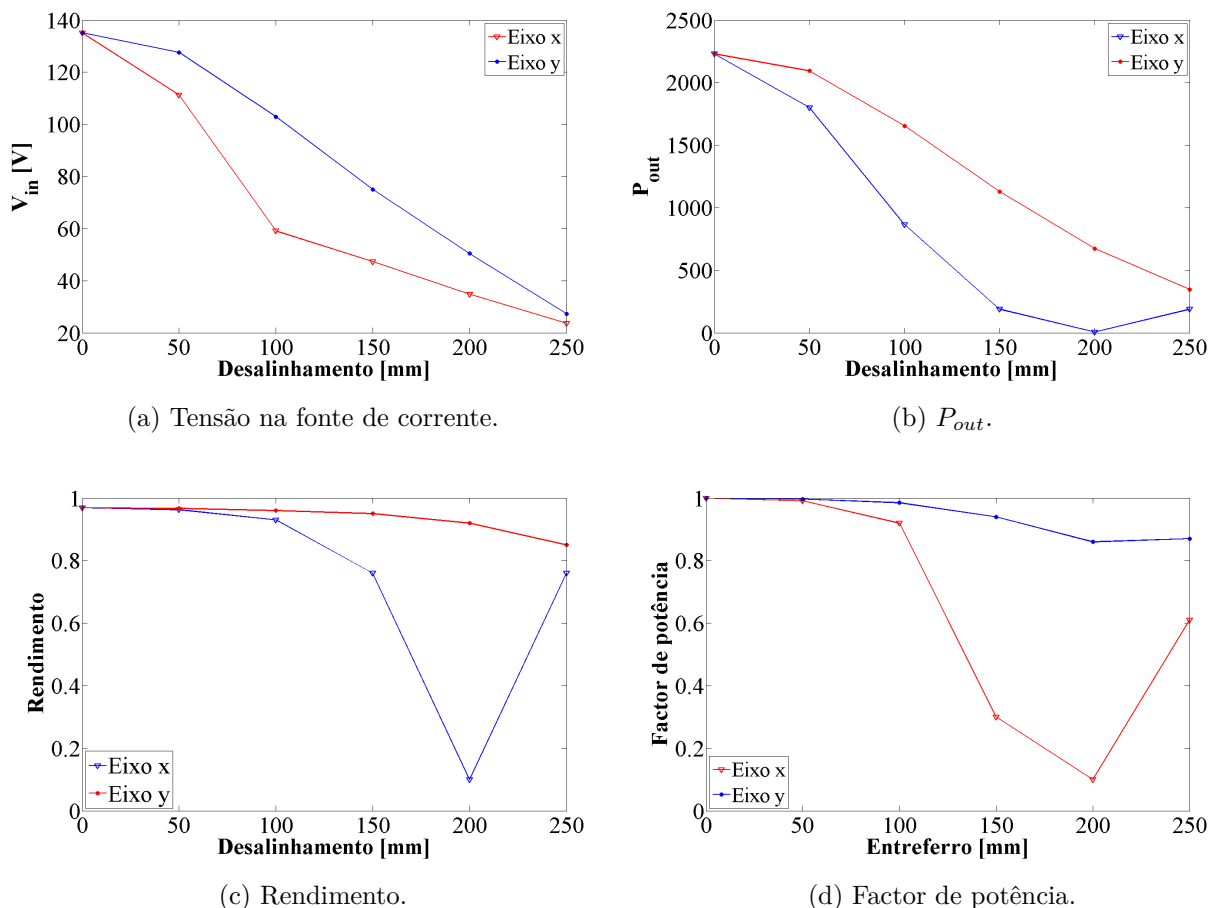 140
120
100
80
60
40
20
V_in [V]
0 50 100 150 200 250
Desalinhamento [mm]
Eixo x
Eixo y
(a) Tensão na fonte de corrente.
2500
2000
1500
1000
500
0
P_out
0 50 100 150 200 250
Desalinhamento [mm]
Eixo x
Eixo y
(b) P_out.
1
0.8
0.6
0.4
0.2
0
Rendimento
0 50 100 150 200 250
Desalinhamento [mm]
Eixo x
Eixo y
(c) Rendimento.
1
0.8
0.6
0.4
0.2
0
Factor de potência
0 50 100 150 200 250
Entreferro [mm]
Eixo x
Eixo y
(d) Factor de potência.